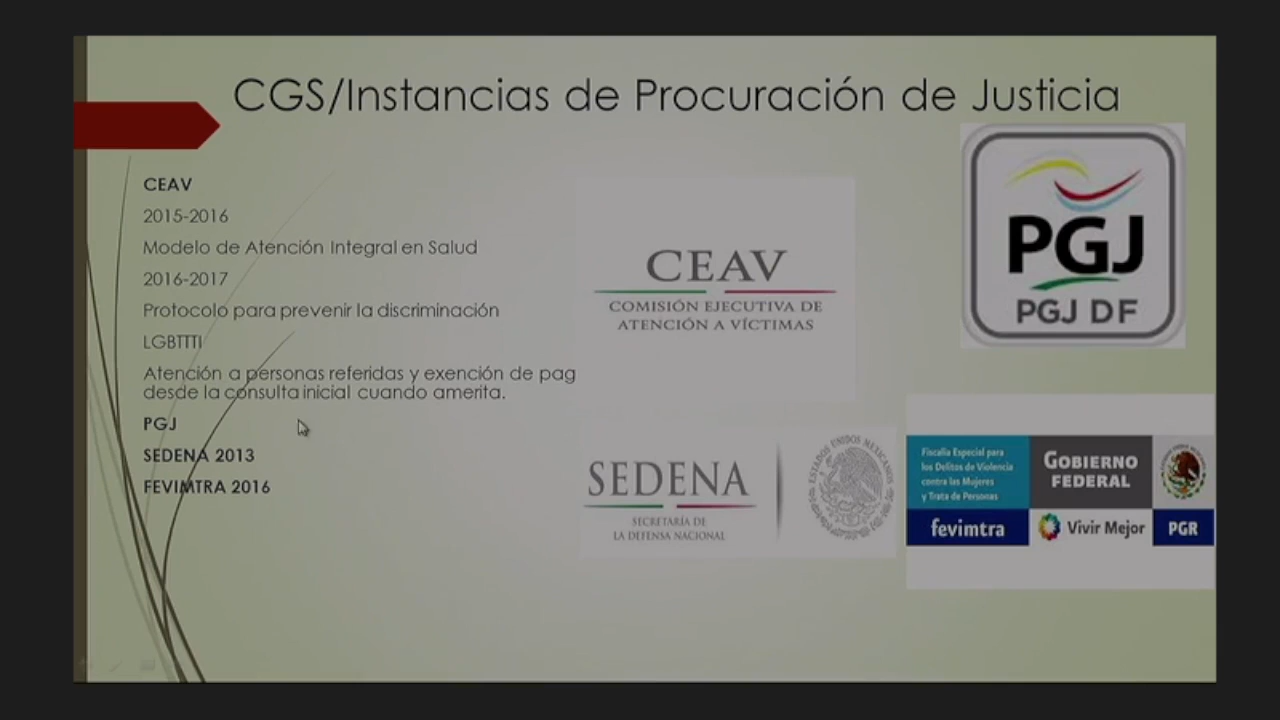 CGS/Instancias de Procuración de Justicia
CEAV
2015-2016
Modelo de Atención Integral en Salud
2016-2017
Protocolo para prevenir la discriminación
LGBTTTI
Atención a personas referidas y exención de pag
desde la consulta inicial cuando amerita.
PGJ
SEDENA 2013
FEVIMTRA 2016
CEAV
COMISIÓN EJECUTIVA DE
ATENCIÓN A VÍCTIMAS
PGJ
PGJ DF
SEDENA
SECRETARÍA DE
LA DEFENSA NACIONAL
ESTADOS UNIDOS MEXICANOS
Fiscalía Especial para
los Delitos de Violencia
contra las Mujeres
y Trata de Personas
GOBIERNO
FEDERAL
fevimtra
Vivir Mejor
PGR